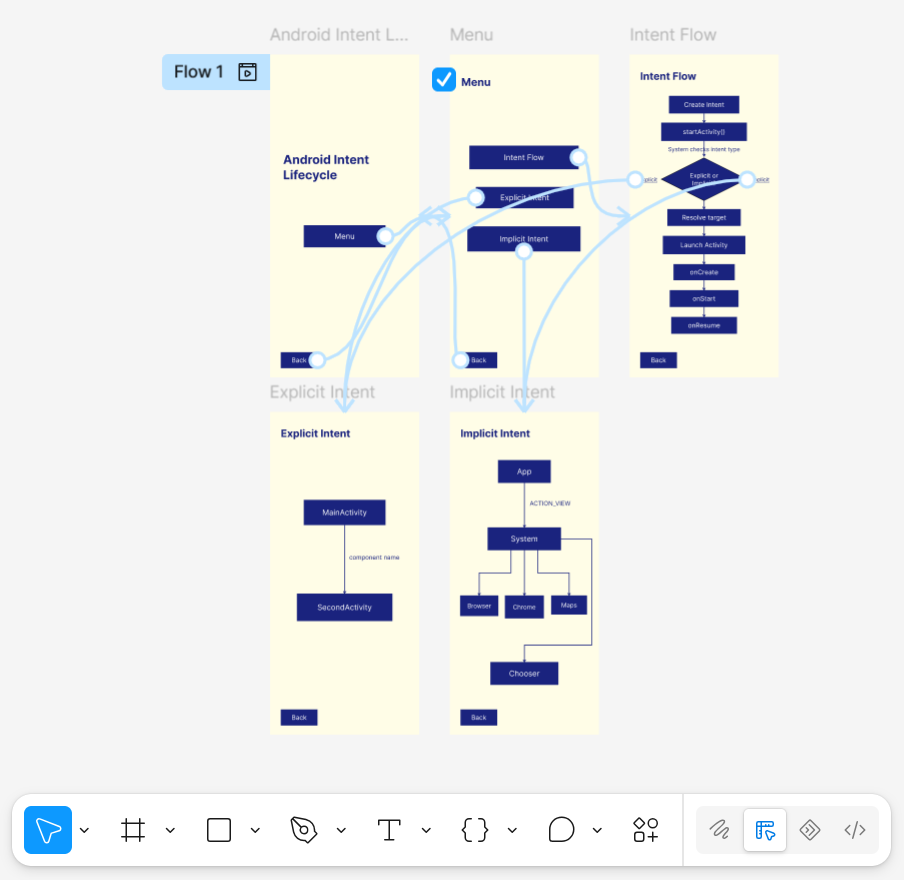 Android Intent L...
Menu
Intent Flow
Flow 1
Menu
Intent Flow
Create Intent
startActivity()
System checks intent type
Explicit or
Android Intent
Lifecycle
Intent Flow
Explicit Intent
Resolve target
Menu
Implicit Intent
Launch Activity
onCreate
onStart
onResume
Back
Back
Back
Explicit Intent
Implicit Intent
Explicit Intent
Implicit Intent
App
ACTION_VIEW
MainActivity
System
component name
SecondActivity
Browser
Chrome
Maps
Chooser
Back
Back